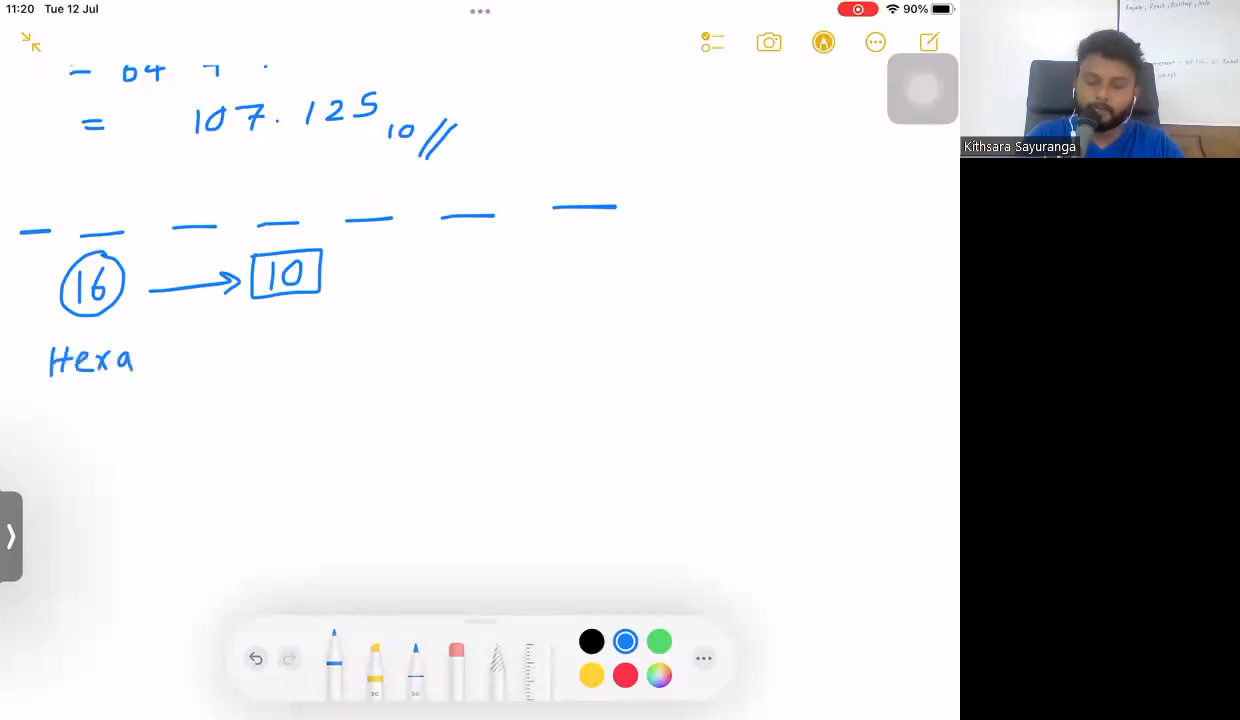 11:20 Tue 12 Jul
90%
= 107.125 10
16 → 10
Hexa
Kithsara Sayuranga